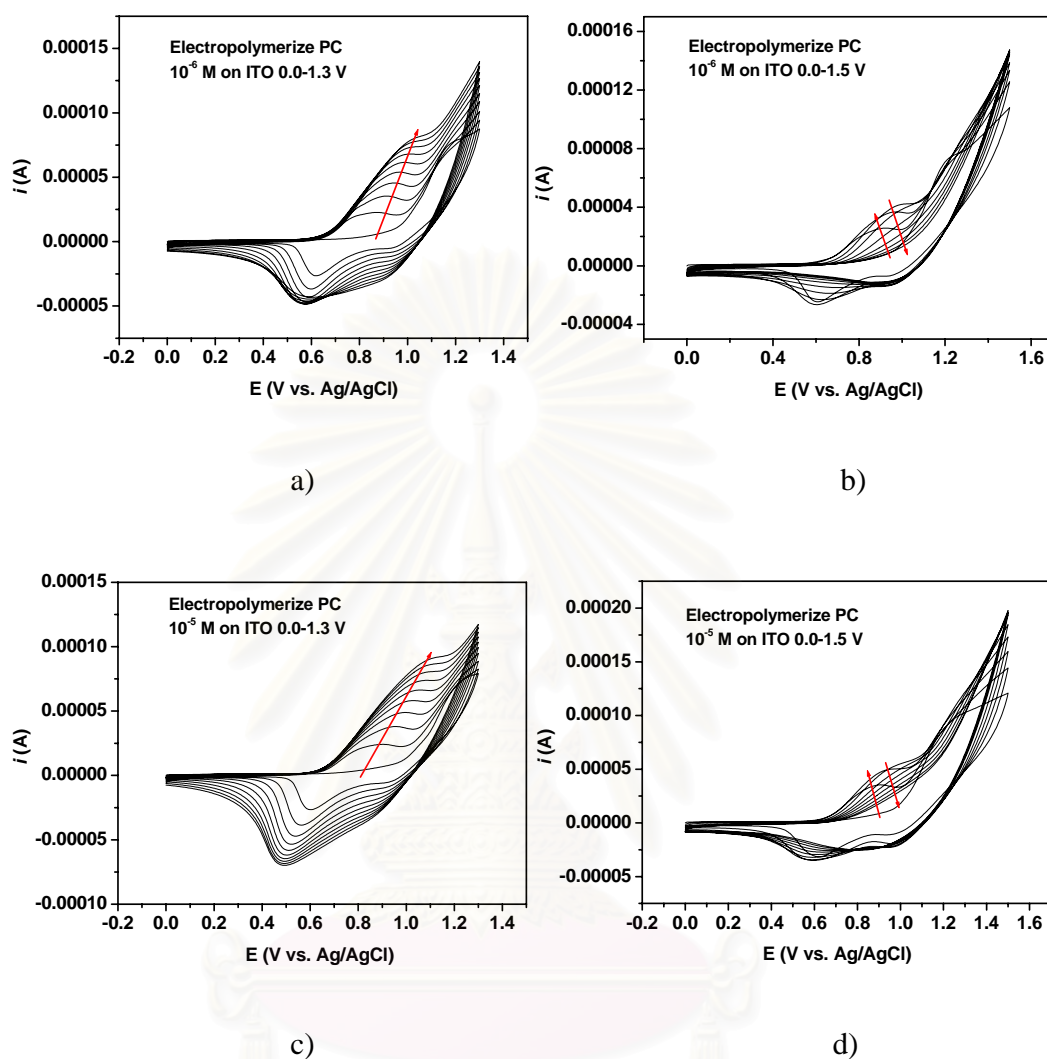 0.00015
0.00010
0.00005
0.00000
-0.00005
i (A)
Electropolymerize PC
10⁻⁶ M on ITO 0.0-1.3 V
-0.2 0.0 0.2 0.4 0.6 0.8 1.0 1.2 1.4
E (V vs. Ag/AgCl)
a)
0.00016
0.00012
0.00008
0.00004
0.00000
-0.00004
i (A)
Electropolymerize PC
10⁻⁶ M on ITO 0.0-1.5 V
0.0 0.4 0.8 1.2 1.6
E (V vs. Ag/AgCl)
b)
0.00015
0.00010
0.00005
0.00000
-0.00005
-0.00010
i (A)
Electropolymerize PC
10⁻⁵ M on ITO 0.0-1.3 V
-0.2 0.0 0.2 0.4 0.6 0.8 1.0 1.2 1.4
E (V vs. Ag/AgCl)
c)
0.00020
0.00015
0.00010
0.00005
0.00000
-0.00005
i (A)
Electropolymerize PC
10⁻⁵ M on ITO 0.0-1.5 V
-0.2 0.0 0.2 0.4 0.6 0.8 1.0 1.2 1.4 1.6
E (V vs. Ag/AgCl)
d)